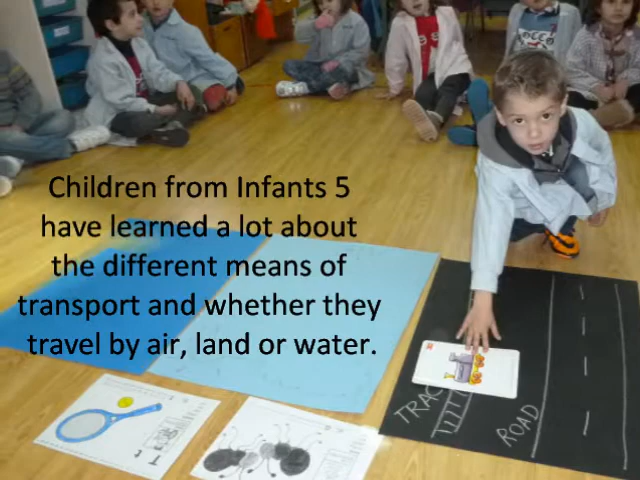 Children from Infants 5
have learned a lot about
the different means of
transport and whether they
travel by air, land or water.
ROAD